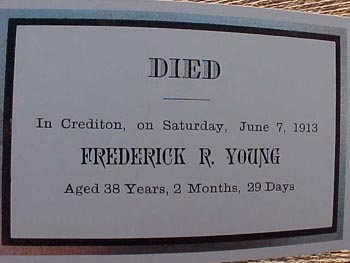 DIED
In Crediton, on Saturday, June 7, 1913
FREDERICK R. YOUNG
Aged 38 Years, 2 Months, 29 Days